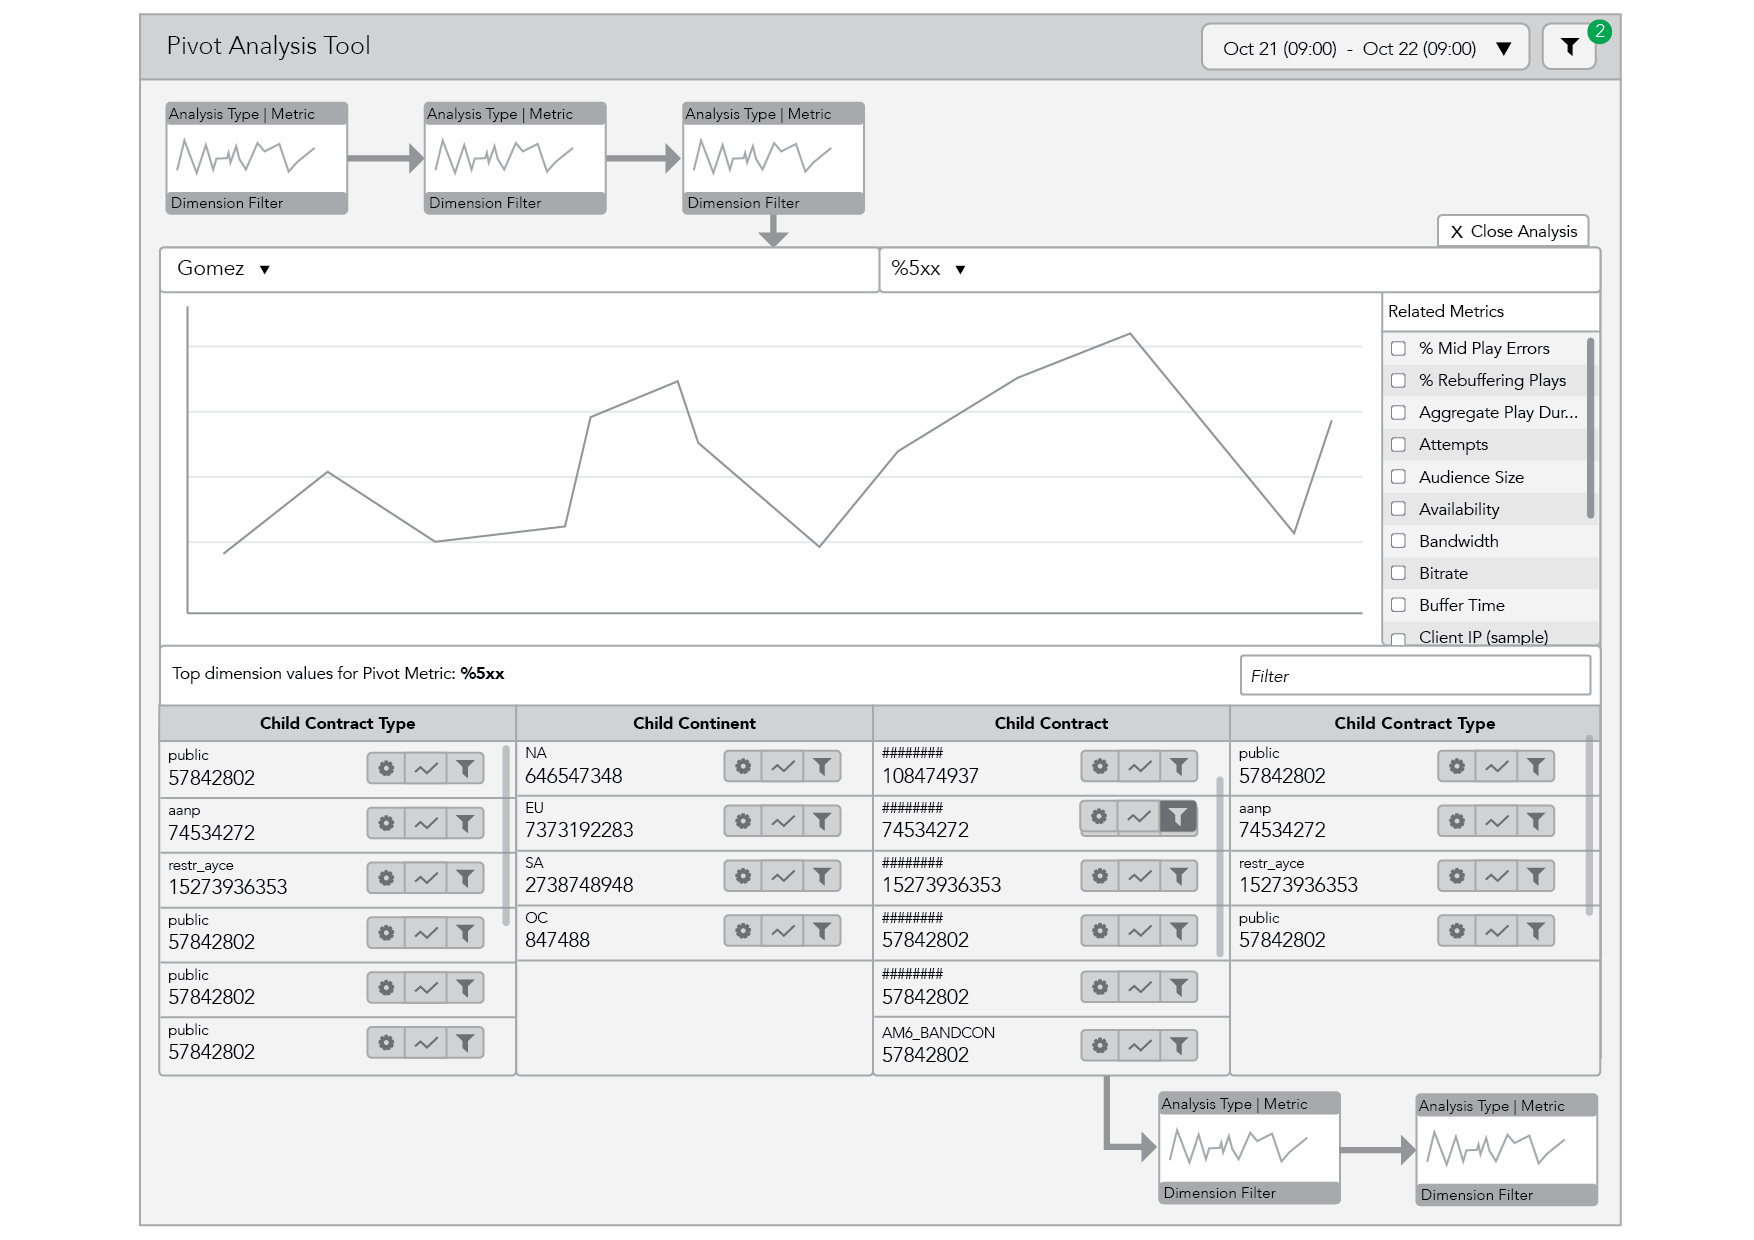 Pivot Analysis Tool
Oct 21 (09:00) - Oct 22 (09:00)
2
Analysis Type | Metric
Dimension Filter
Analysis Type | Metric
Dimension Filter
Analysis Type | Metric
Dimension Filter
X Close Analysis
Gomez
%5xx
Related Metrics
% Mid Play Errors
% Rebuffering Plays
Aggregate Play Dur...
Attempts
Audience Size
Availability
Bandwidth
Bitrate
Buffer Time
Client IP (sample)
Top dimension values for Pivot Metric: %5xx
Filter
Child Contract Type
public
57842802
aanp
74534272
restr_ayce
15273936353
public
57842802
public
57842802
public
57842802
Child Continent
NA
646547348
EU
7373192283
SA
2738748948
OC
847488
Child Contract
########
108474937
########
74534272
########
15273936353
########
57842802
########
57842802
AM6_BANDCON
57842802
Child Contract Type
public
57842802
aanp
74534272
restr_ayce
15273936353
public
57842802
Analysis Type | Metric
Dimension Filter
Analysis Type | Metric
Dimension Filter